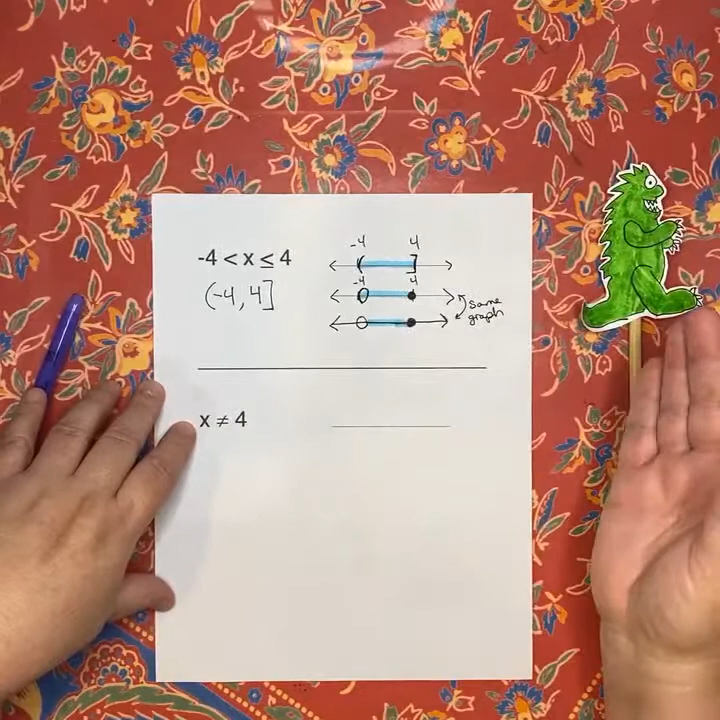 -4 < x ≤ 4
(-4, 4]
-4 4
( ]
-4 4
same
graph
x ≠ 4